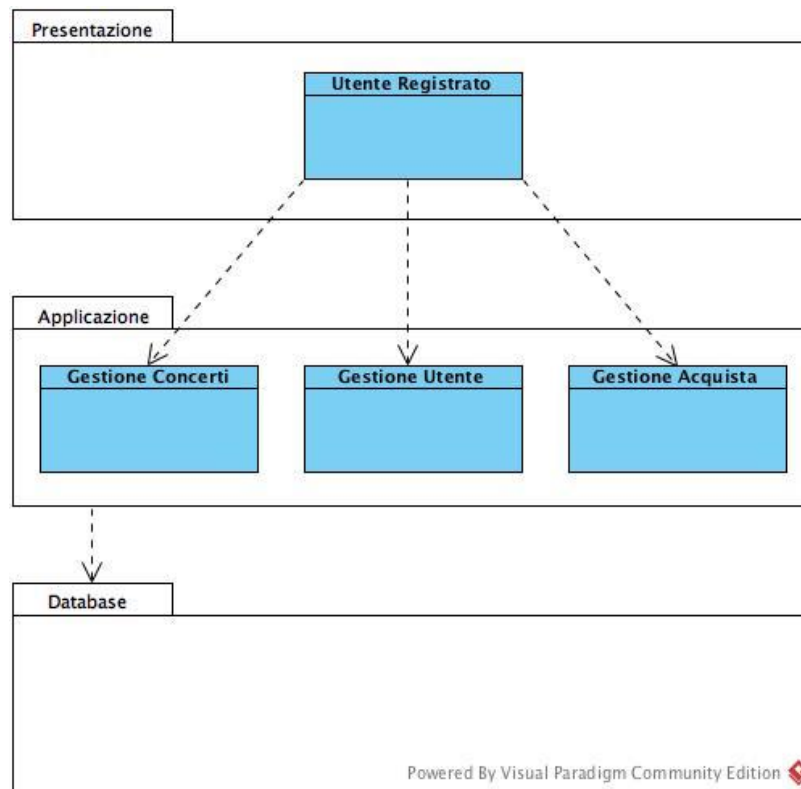 Presentazione
Utente Registrato
Applicazione
Gestione Concerti
Gestione Utente
Gestione Acquista
Database
Powered By Visual Paradigm Community Edition